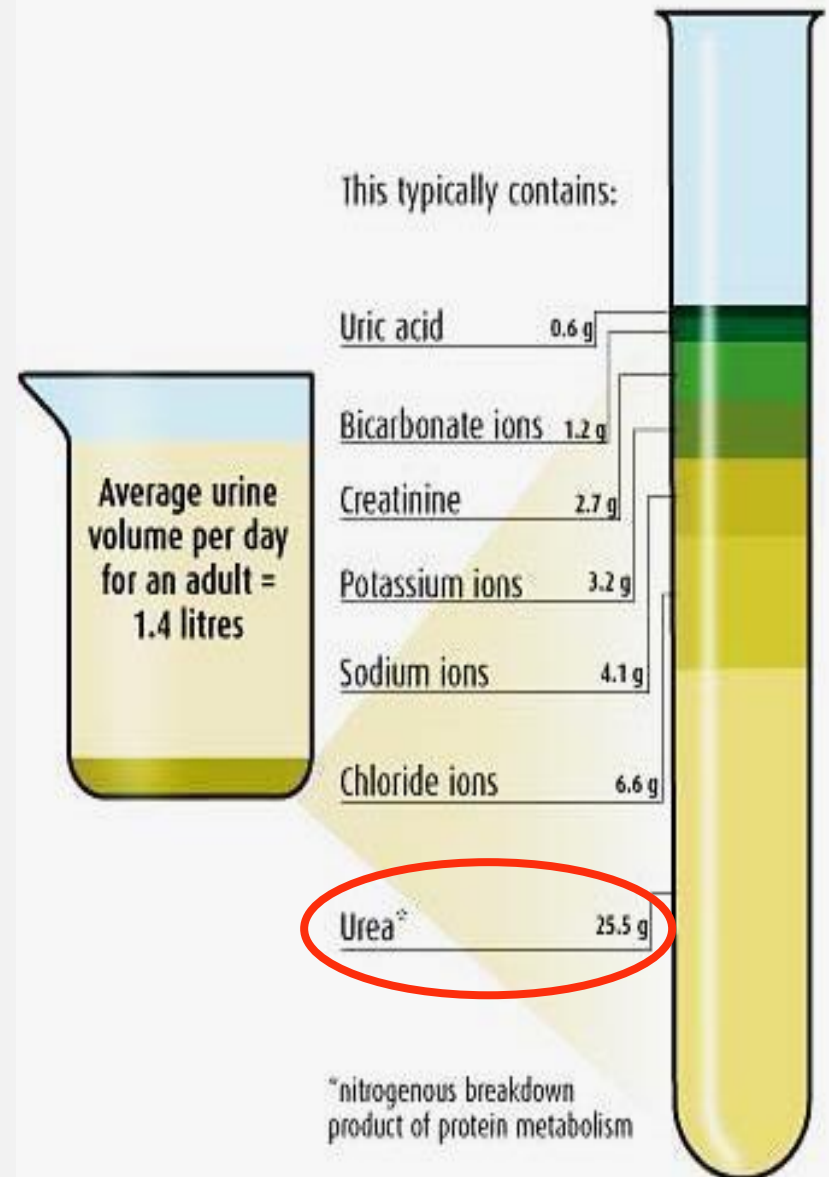 This typically contains:
Uric acid 0.6 g
Bicarbonate ions 1.2 g
Creatinine 2.7 g
Potassium ions 3.2 g
Sodium ions 4.1 g
Chloride ions 6.6 g
Urea* 25.5 g
*nitrogenous breakdown
product of protein metabolism
Average urine
volume per day
for an adult =
1.4 litres